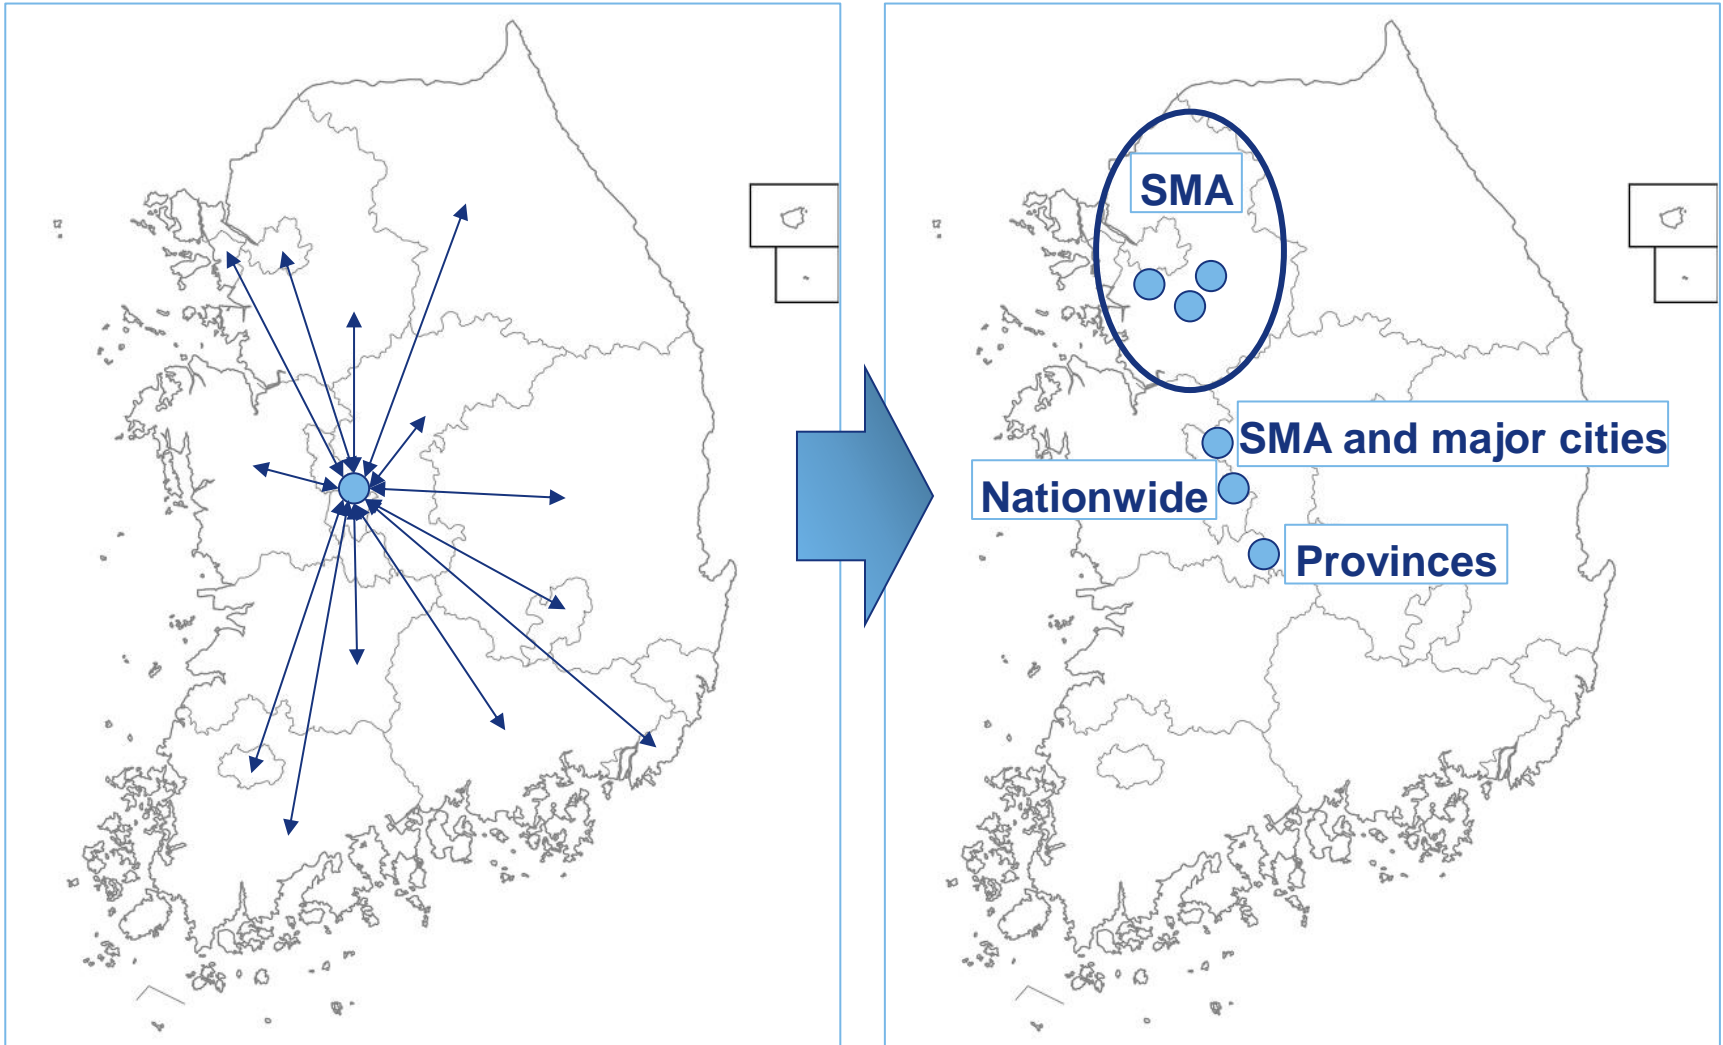 SMA
SMA and major cities
Nationwide
Provinces